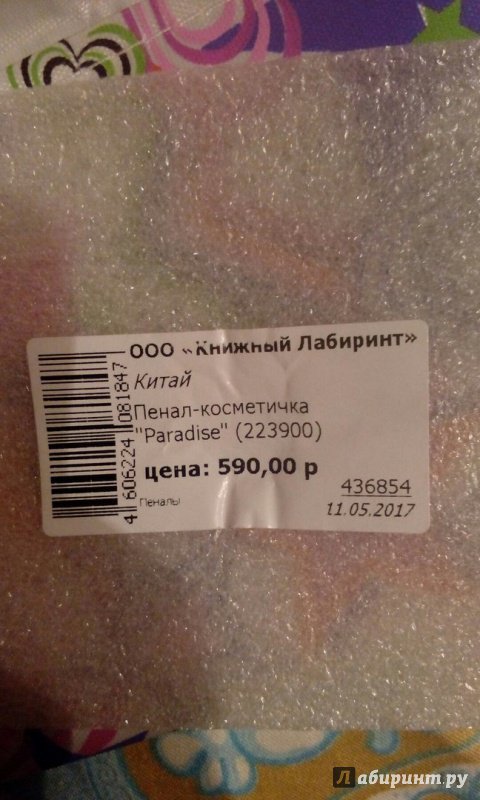 ООО «Книжный Лабиринт»
Китай
Пенал-косметичка
"Paradise" (223900)
цена: 590,00 р
Пеналы
436854
11.05.2017
4 606224 081847
Лабиринт.ру